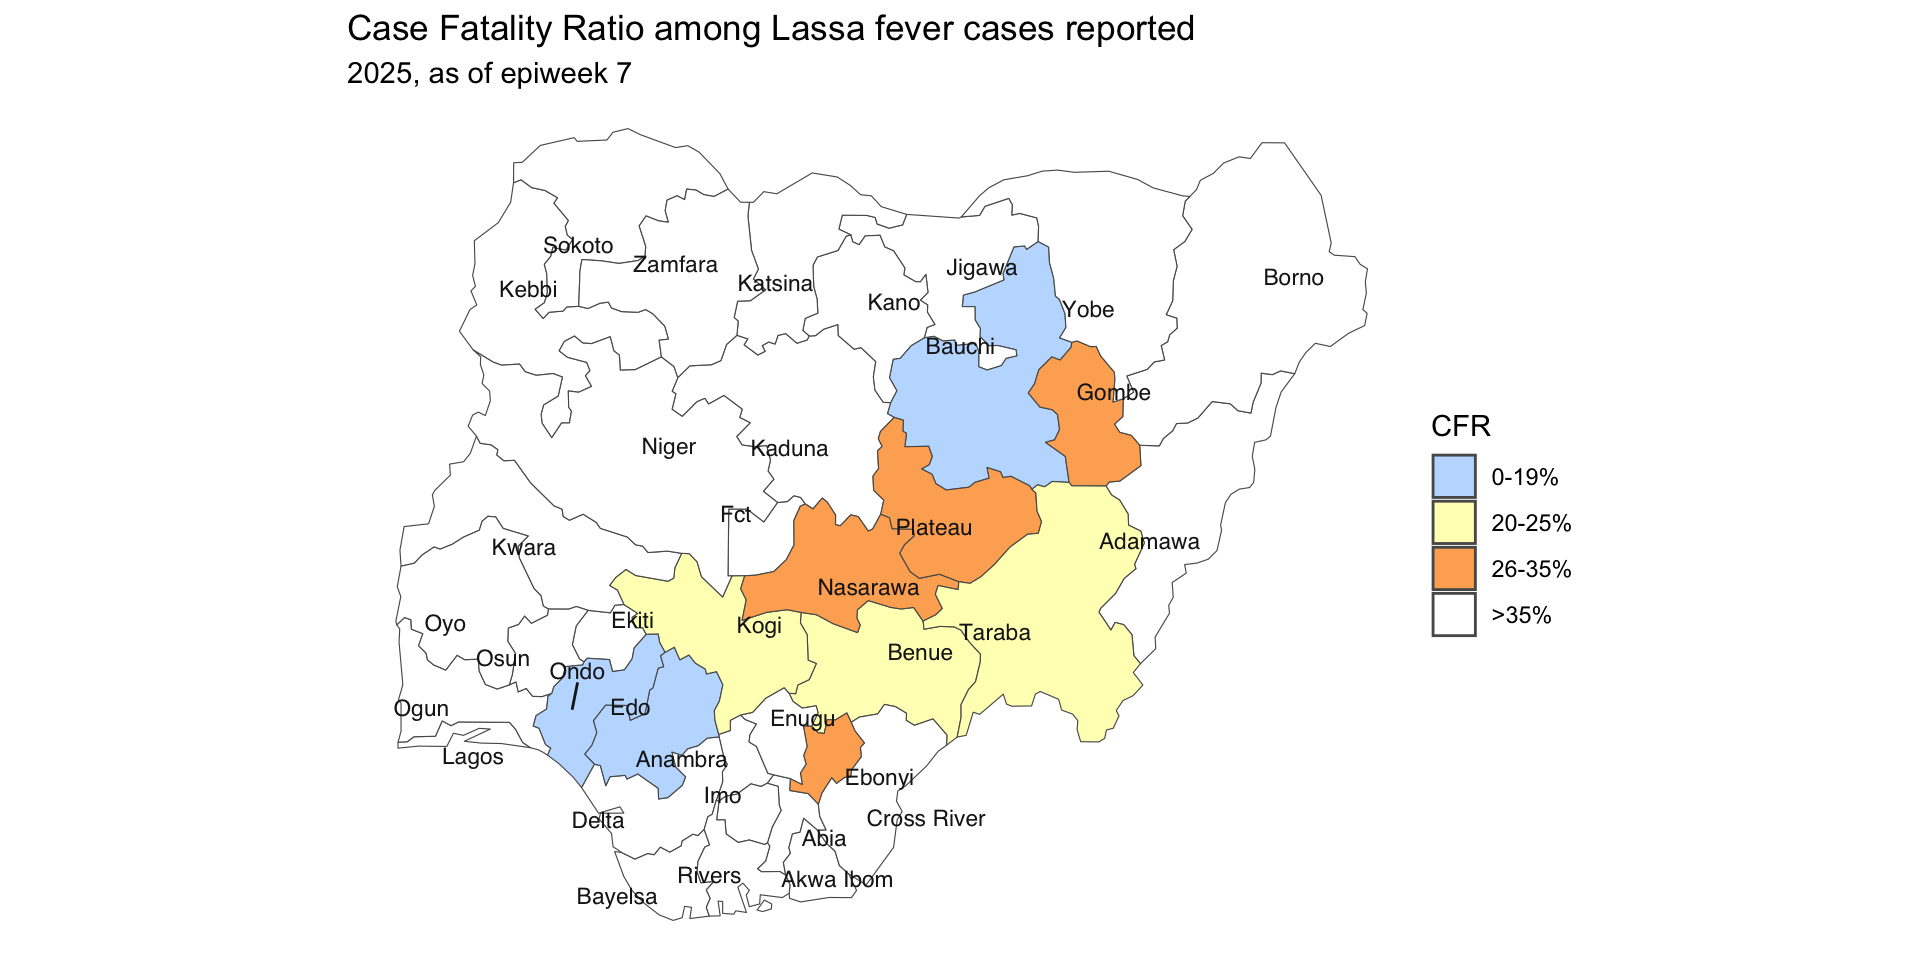 Case Fatality Ratio among Lassa fever cases reported
2025, as of epiweek 7
Sokoto
Zamfara
Kebbi
Katsina
Kano
Jigawa
Borno
Yobe
Bauchi
Gombe
Niger
Kaduna
Fct
Plateau
Adamawa
Kwara
Nasarawa
Oyo
Ekiti
Kogi
Taraba
Benue
Osun
Ondo
Ogun
Edo
Enugu
Lagos
Anambra
Ebonyi
Imo
Delta
Cross River
Abia
Rivers
Akwa Ibom
Bayelsa
CFR
0-19%
20-25%
26-35%
>35%